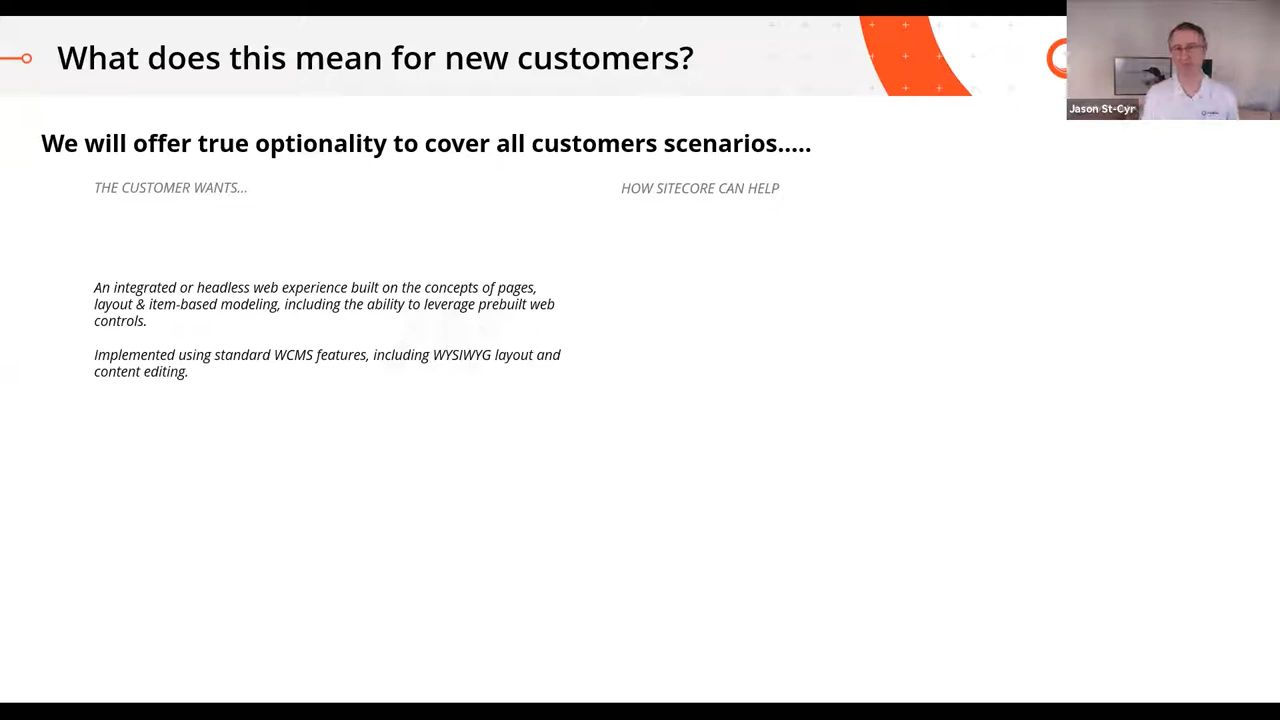 What does this mean for new customers?
Jason St-Cyr
We will offer true optionality to cover all customers scenarios.....
THE CUSTOMER WANTS...
HOW SITECORE CAN HELP
An integrated or headless web experience built on the concepts of pages,
layout & item-based modeling, including the ability to leverage prebuilt web
controls.
Implemented using standard WCMS features, including WYSIWYG layout and
content editing.